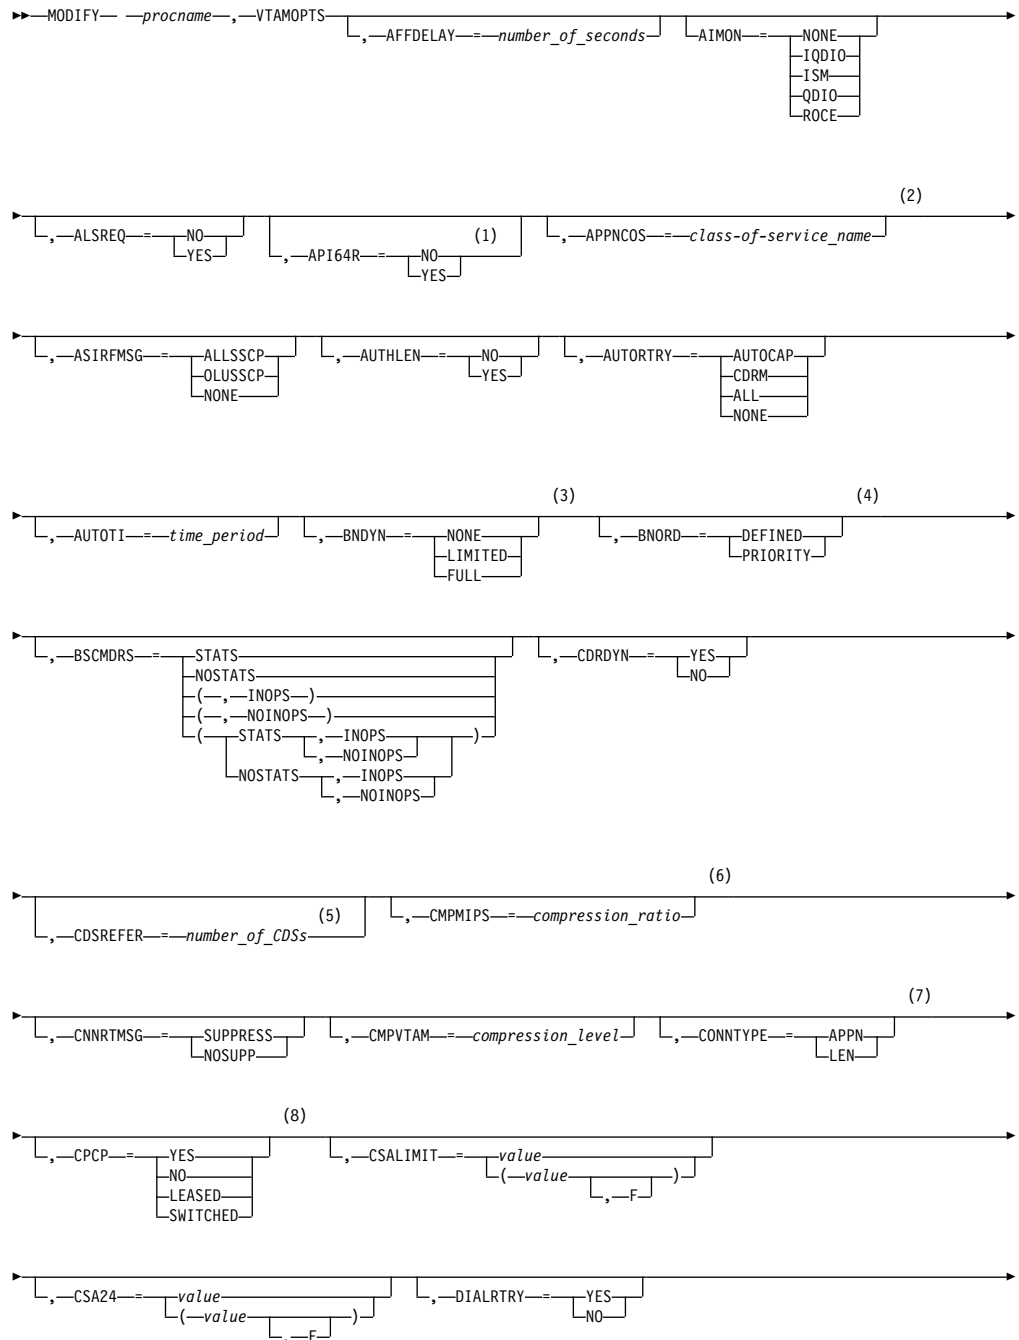 MODIFY procname , VTAMOPTS , AFFDELAY = number_of_seconds AIMON = NONE
IQDIO
ISM
QDIO
ROCE
(2)
, ALSREQ = NO , API64R = NO (1) , APPNCOS = class-of-service_name
YES YES
, ASIRFMSG = ALLSSCP , AUTHLEN = NO , AUTORTRY = AUTOCAP
OLUSSCP YES CDRM
NONE ALL
NONE
(3) (4)
, AUTOTI = time_period , BNDYN = NONE , BNORD = DEFINED
LIMITED PRIORITY
FULL
, BSCMDRS = STATS , CDRDYN = YES
NOSTATS NO
( , INOPS )
( , NOINOPS )
( STATS , INOPS )
, NOINOPS
NOSTATS , INOPS
, NOINOPS
(6)
(5) , CMPMIPS = compression_ratio
, CDSREFER = number_of_CDSs
(7)
, CNNRTMSG = SUPPRESS , CMPVTAM = compression_level , CONNTYPE = APPN
NOSUPP LEN
(8)
, CPCP = YES , CSALIMIT = value
NO ( value )
LEASED , F
SWITCHED
, CSA24 = value , DIALRTRY = YES
( value ) NO
, F